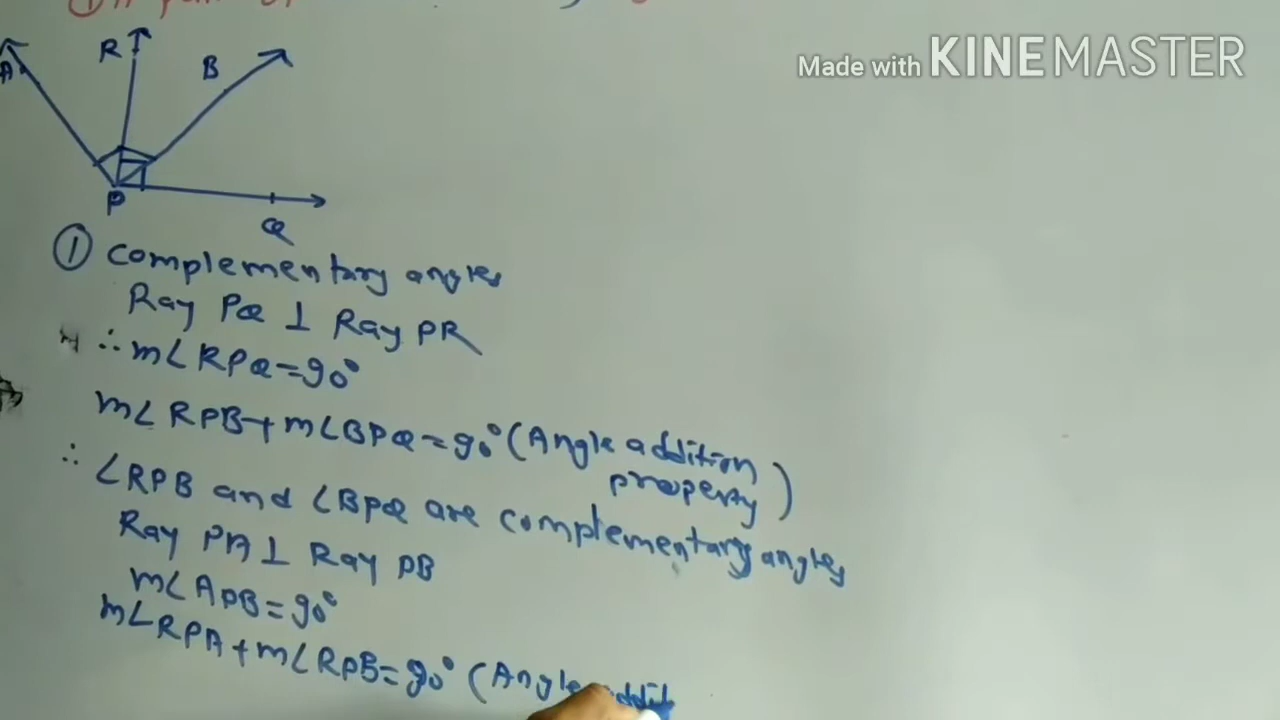 Made with KINEMASTER
A
R
B
P
Q
① complementary angles
Ray PQ ⊥ Ray PR
∴ m∠RPQ=90°
m∠RPB+m∠BPQ=90° (Angle addition
property)
∴ ∠RPB and ∠BPQ are complementary angles
Ray PA ⊥ Ray PB
m∠APB=90°
m∠RPA+m∠RPB=90° (Angle addit